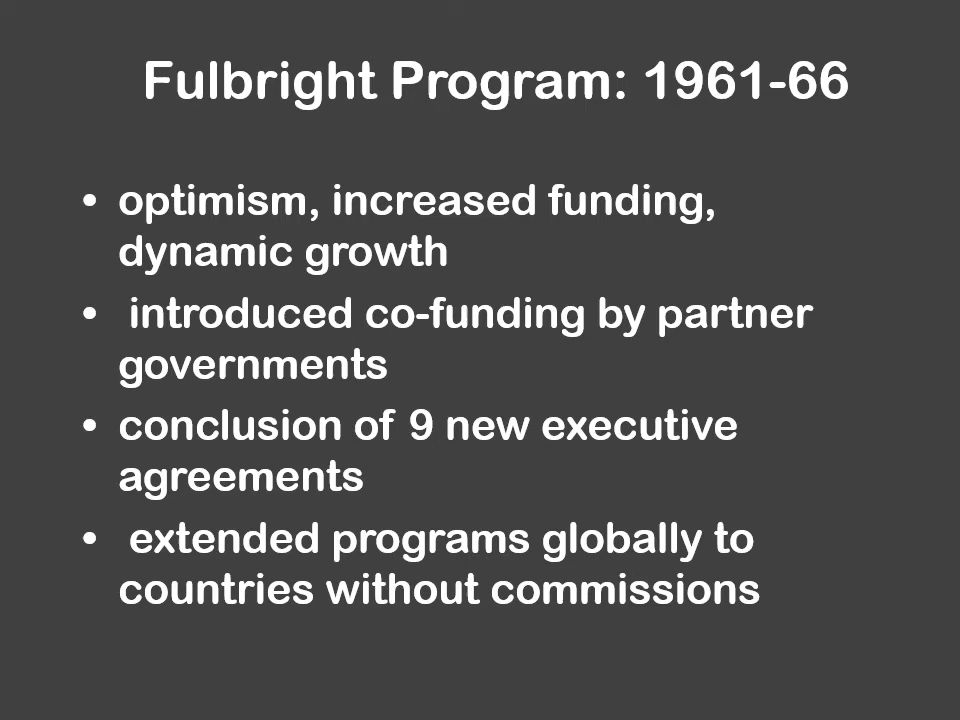 Fulbright Program: 1961-66
• optimism, increased funding,
dynamic growth
• introduced co-funding by partner
governments
• conclusion of 9 new executive
agreements
• extended programs globally to
countries without commissions